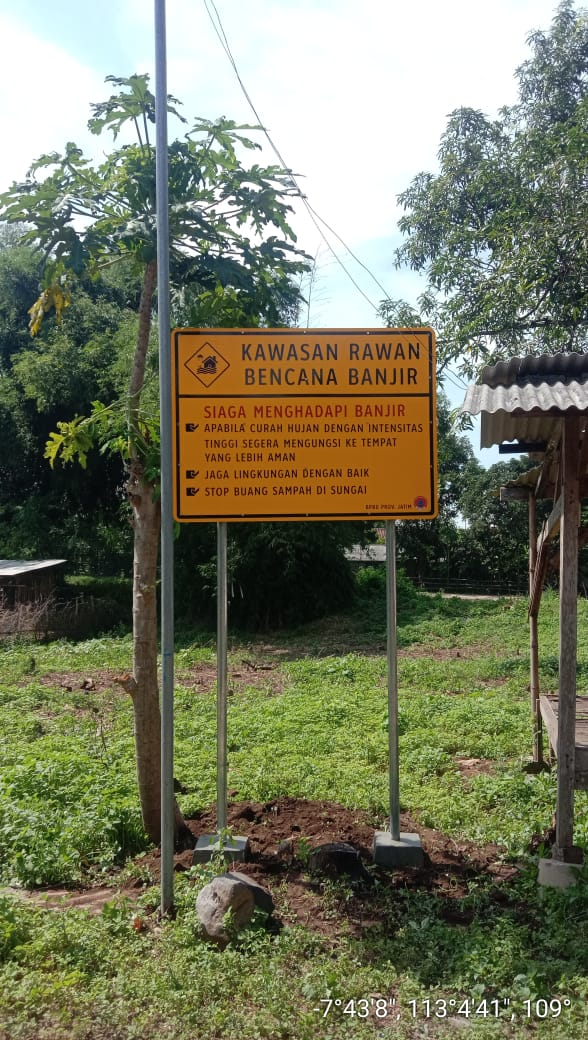 KAWASAN RAWAN
BENCANA BANJIR
SIAGA MENGHADAPI BANJIR
APABILA CURAH HUJAN DENGAN INTENSITAS
TINGGI SEGERA MENGUNGSI KE TEMPAT
YANG LEBIH AMAN
JAGA LINGKUNGAN DENGAN BAIK
STOP BUANG SAMPAH DI SUNGAI
BPBD PROV. JATIM
-7°43'8", 113°4'41", 109°